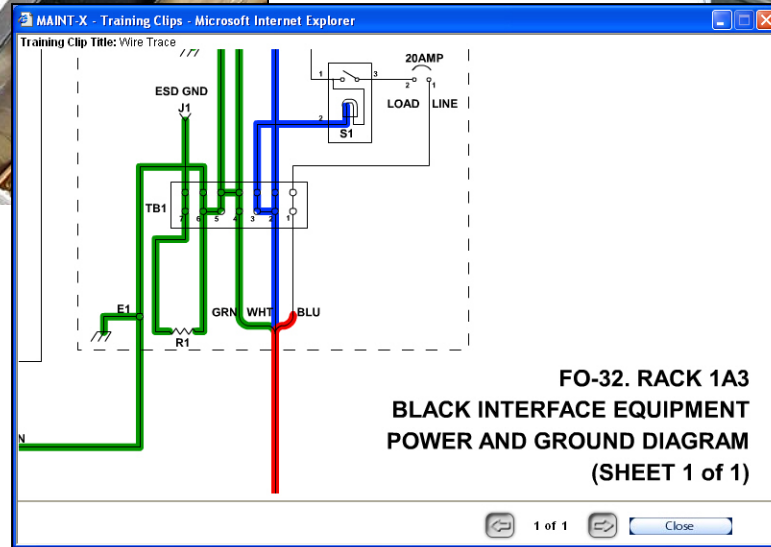 MAINT-X - Training Clips - Microsoft Internet Explorer
Training Clip Title: Wire Trace
20AMP
1
3
2
1
ESD GND
LOAD
LINE
J1
2
S1
TB1
7
6
5
4
3
2
1
E1
GRN
WHT
BLU
R1
FO-32. RACK 1A3
BLACK INTERFACE EQUIPMENT
POWER AND GROUND DIAGRAM
(SHEET 1 of 1)
N
1 of 1
Close